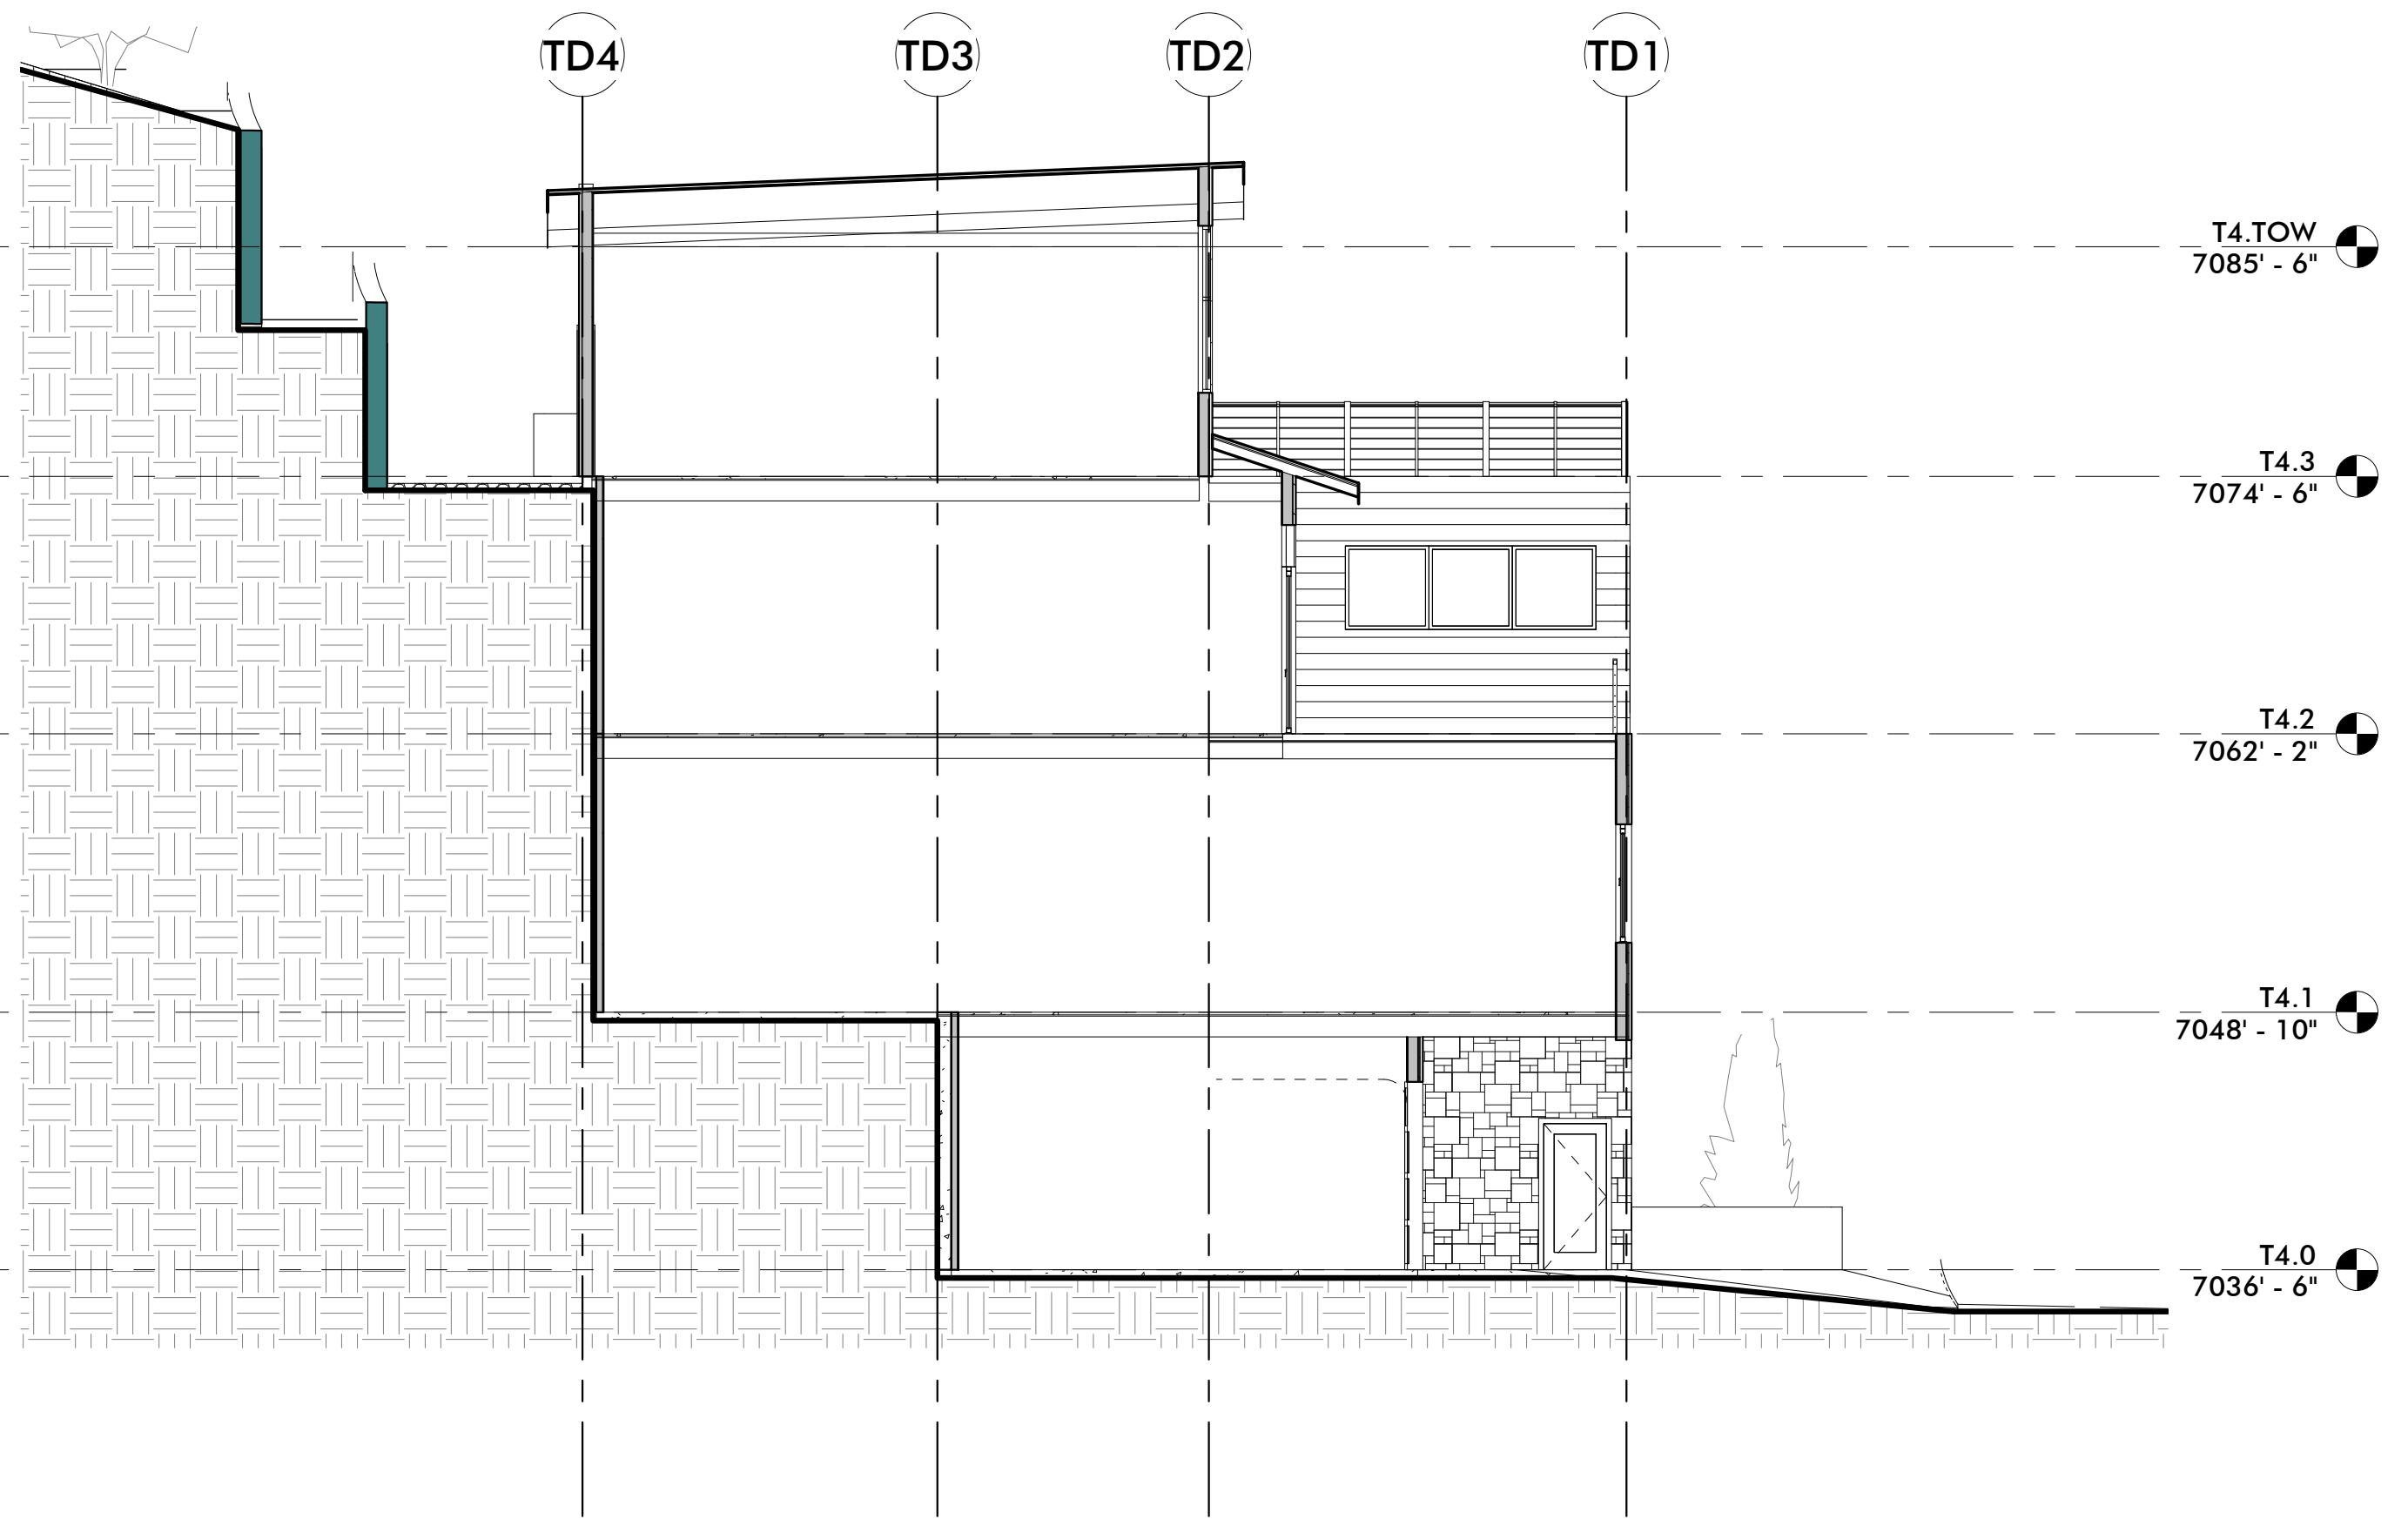 TD4
TD3
TD2
TD1
T4.TOW
7085' - 6"
T4.3
7074' - 6"
T4.2
7062' - 2"
T4.1
7048' - 10"
T4.0
7036' - 6"